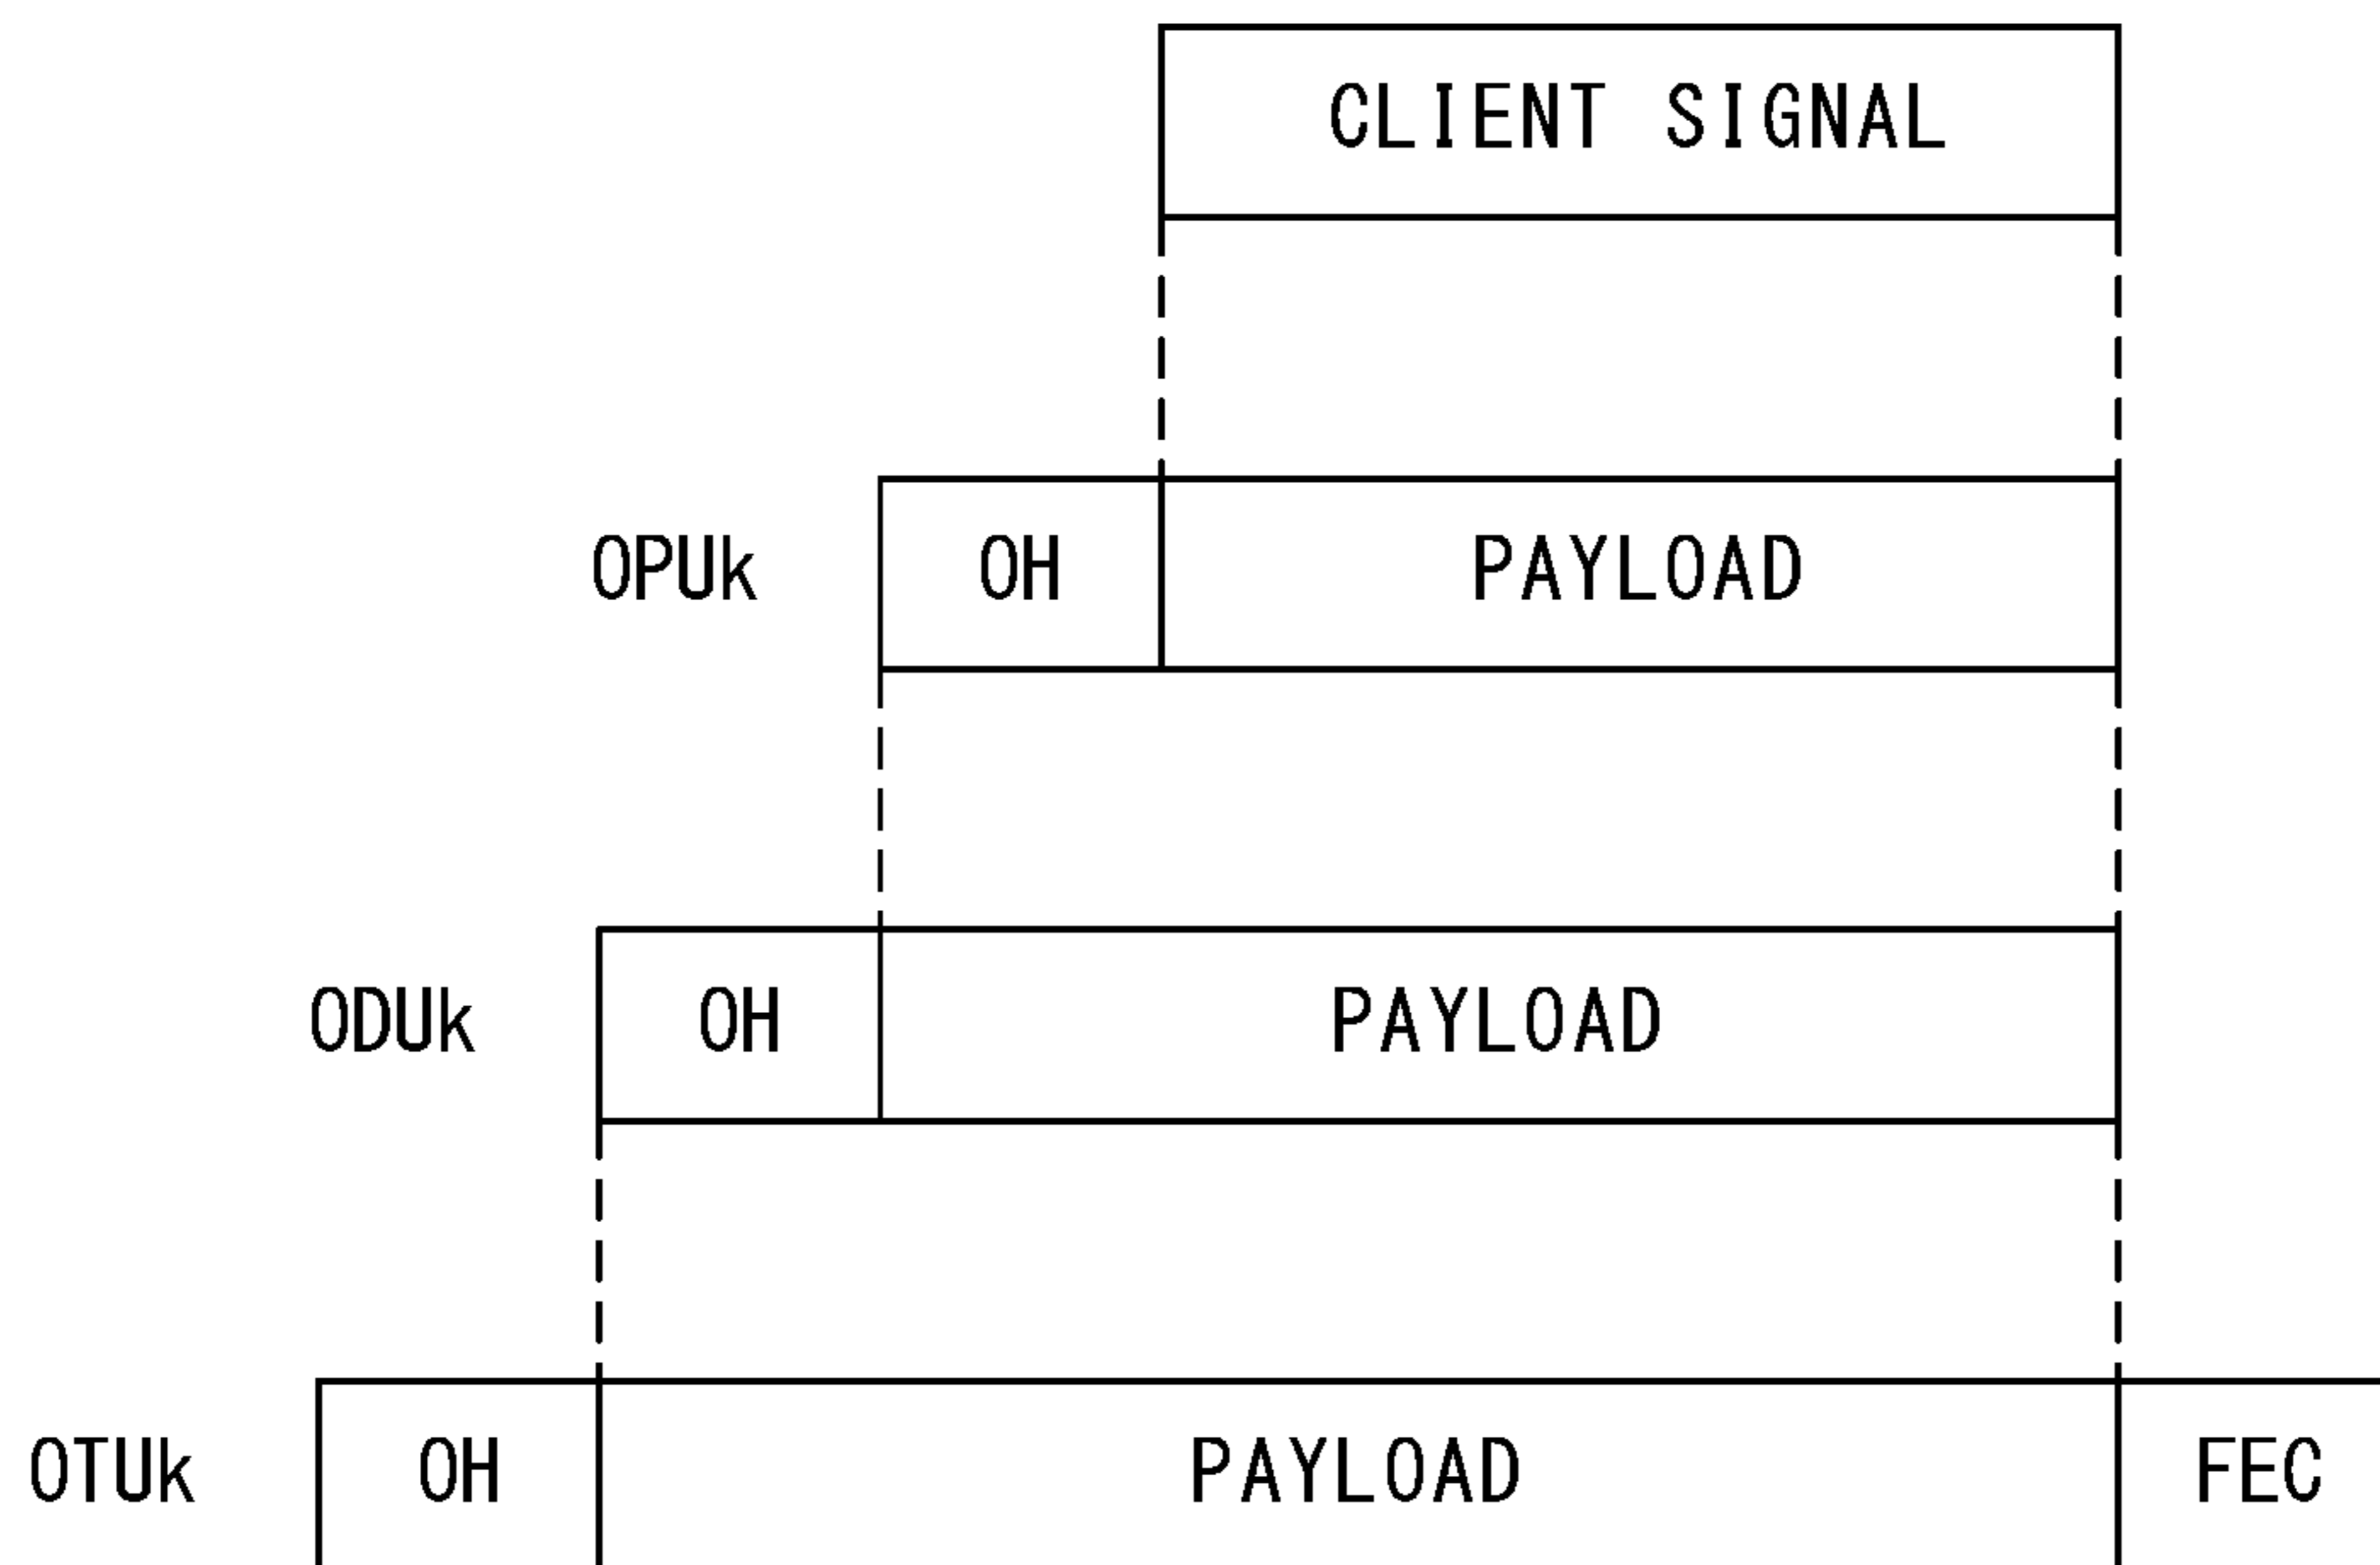 CLIENT SIGNAL
OPUk OH PAYLOAD
ODUk OH PAYLOAD
OTUk OH PAYLOAD FEC